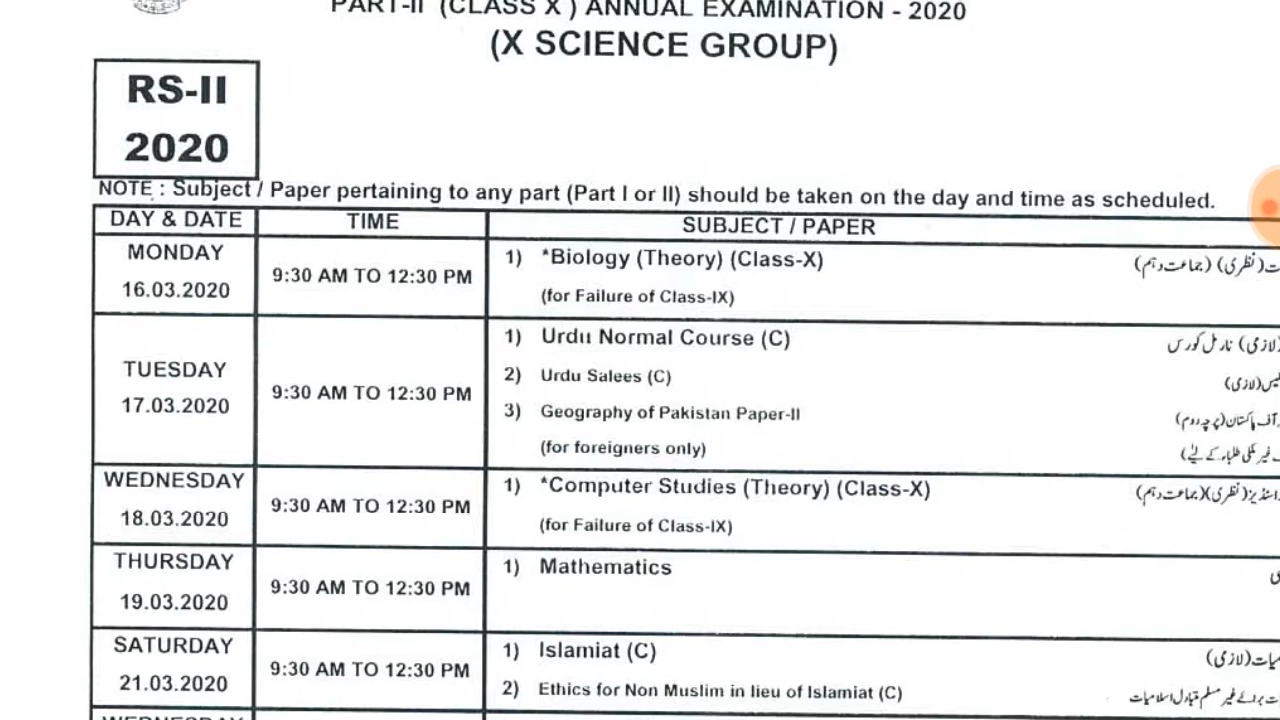 PART-II (CLASS X ) ANNUAL EXAMINATION - 2020
(X SCIENCE GROUP)
RS-II
2020
NOTE : Subject / Paper pertaining to any part (Part I or II) should be taken on the day and time as scheduled.
DAY & DATE TIME SUBJECT / PAPER
MONDAY
16.03.2020
9:30 AM TO 12:30 PM
1) *Biology (Theory) (Class-X) (نظری) (جماعت دہم)
(for Failure of Class-IX)
TUESDAY
17.03.2020
9:30 AM TO 12:30 PM
1) Urdu Normal Course (C) (لازمی) نارمل کورس
2) Urdu Salees (C) (لازمی)
3) Geography of Pakistan Paper-II آف پاکستان (پرچہ دوم)
(for foreigners only) غیر ملکی طلباء کے لیئے)
WEDNESDAY
18.03.2020
9:30 AM TO 12:30 PM
1) *Computer Studies (Theory) (Class-X) (نظری)(جماعت دہم)
(for Failure of Class-IX)
THURSDAY
19.03.2020
9:30 AM TO 12:30 PM
1) Mathematics
SATURDAY
21.03.2020
9:30 AM TO 12:30 PM
1) Islamiat (C) (لازمی)
2) Ethics for Non Muslim in lieu of Islamiat (C) برائے غیر مسلم متبادل اسلامیات
WEDNESDAY